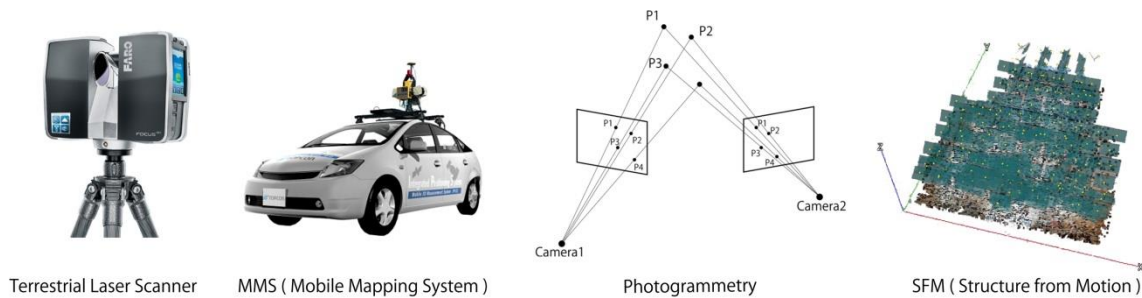 FARO
FOCUS
P1
P2
P3
P1
P2
P3
P4
P1
P2
P3
P4
Camera1
Camera2
Terrestrial Laser Scanner
MMS ( Mobile Mapping System )
Photogrammetry
SFM ( Structure from Motion )